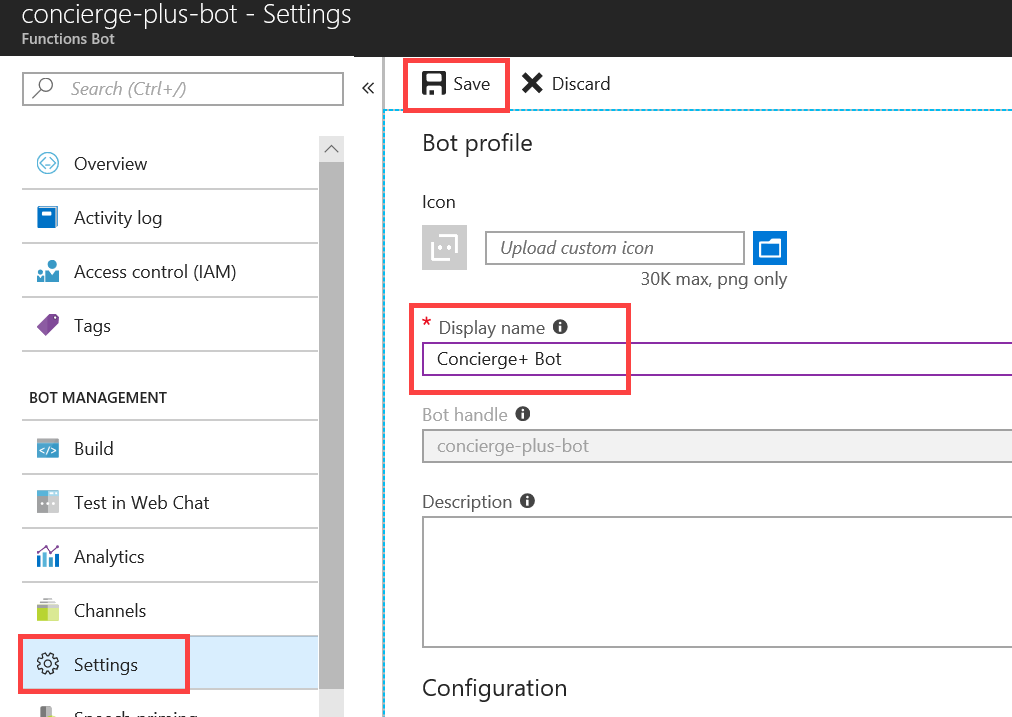 concierge-plus-bot - Settings
Functions Bot
Search (Ctrl+/)
«
Overview
Activity log
Access control (IAM)
Tags
BOT MANAGEMENT
Build
Test in Web Chat
Analytics
Channels
Settings
Speech priming
Save
Discard
Bot profile
Icon
Upload custom icon
30K max, png only
* Display name
Concierge+ Bot
Bot handle
concierge-plus-bot
Description
Configuration